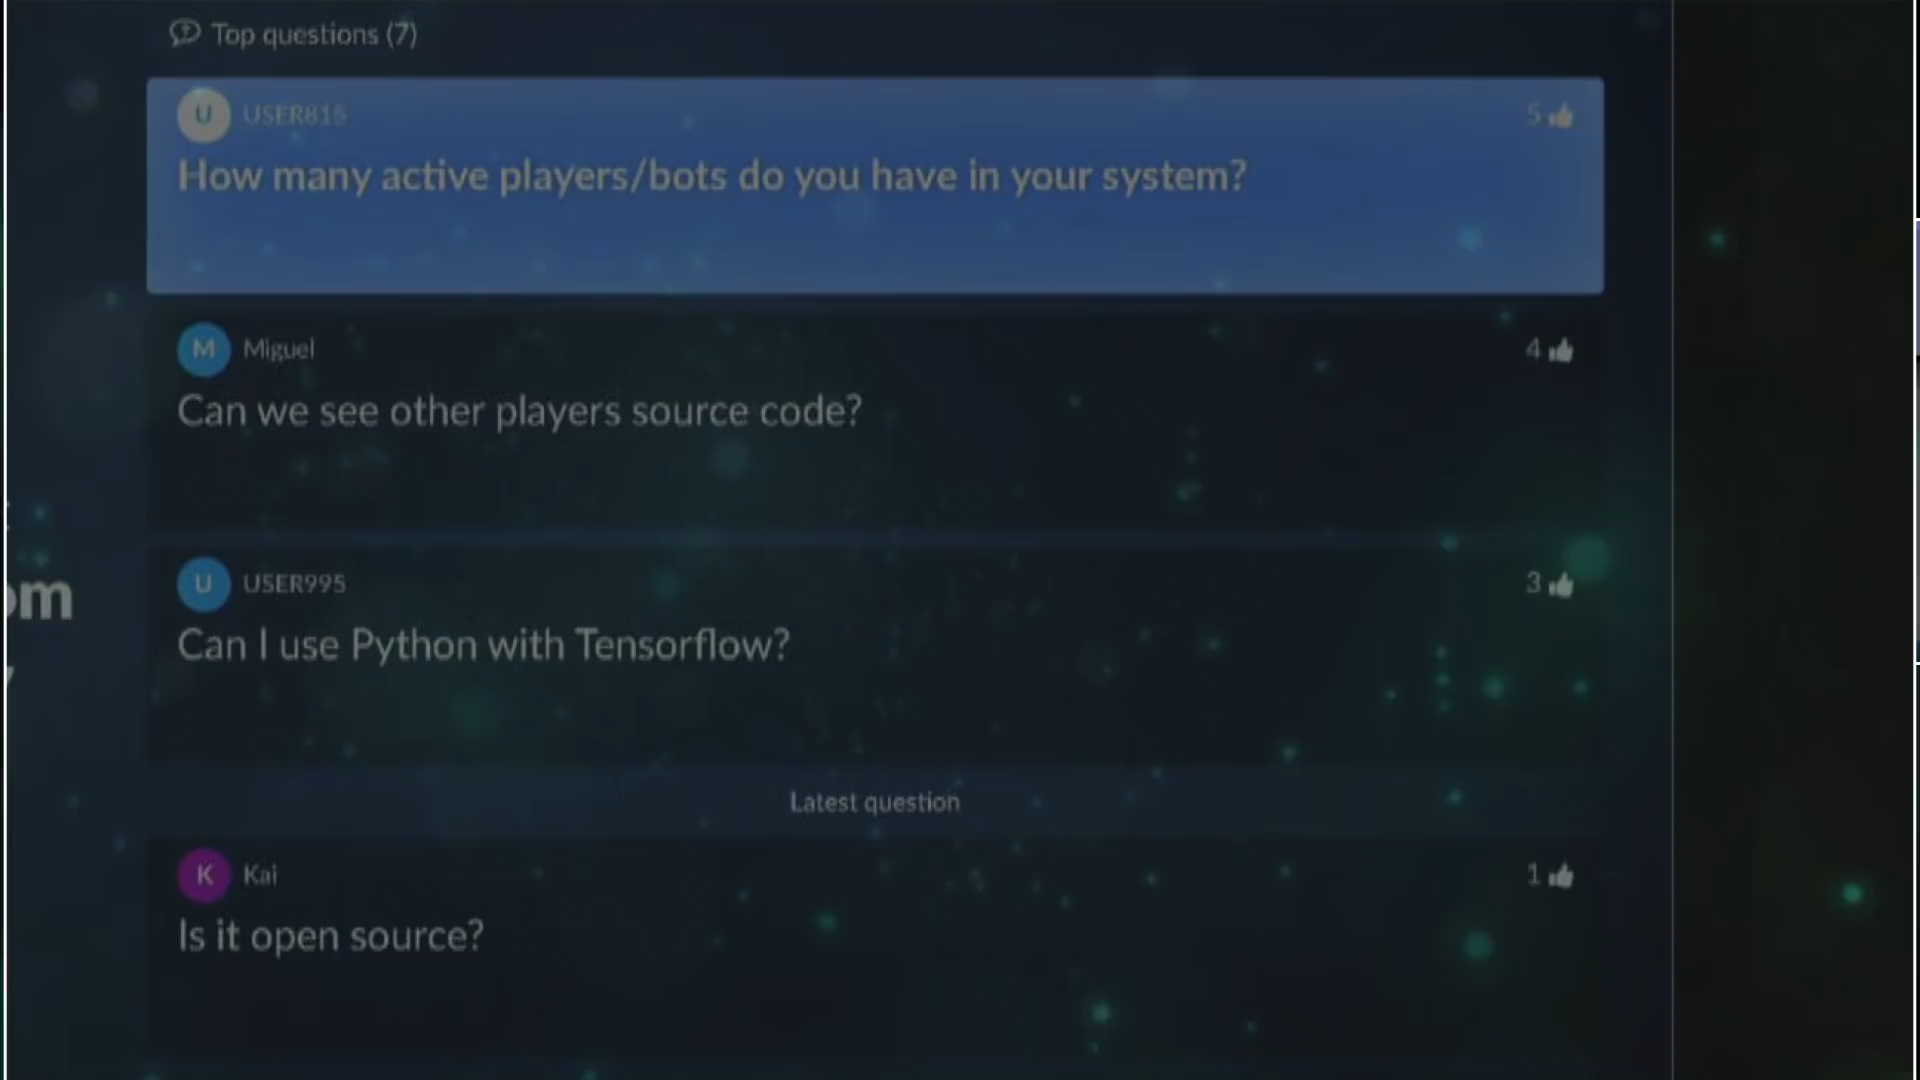 Top questions (7)
U USER815 5
How many active players/bots do you have in your system?
M Miguel 4
Can we see other players source code?
U USER995 3
om
Can I use Python with Tensorflow?
Latest question
K Kai 1
Is it open source?